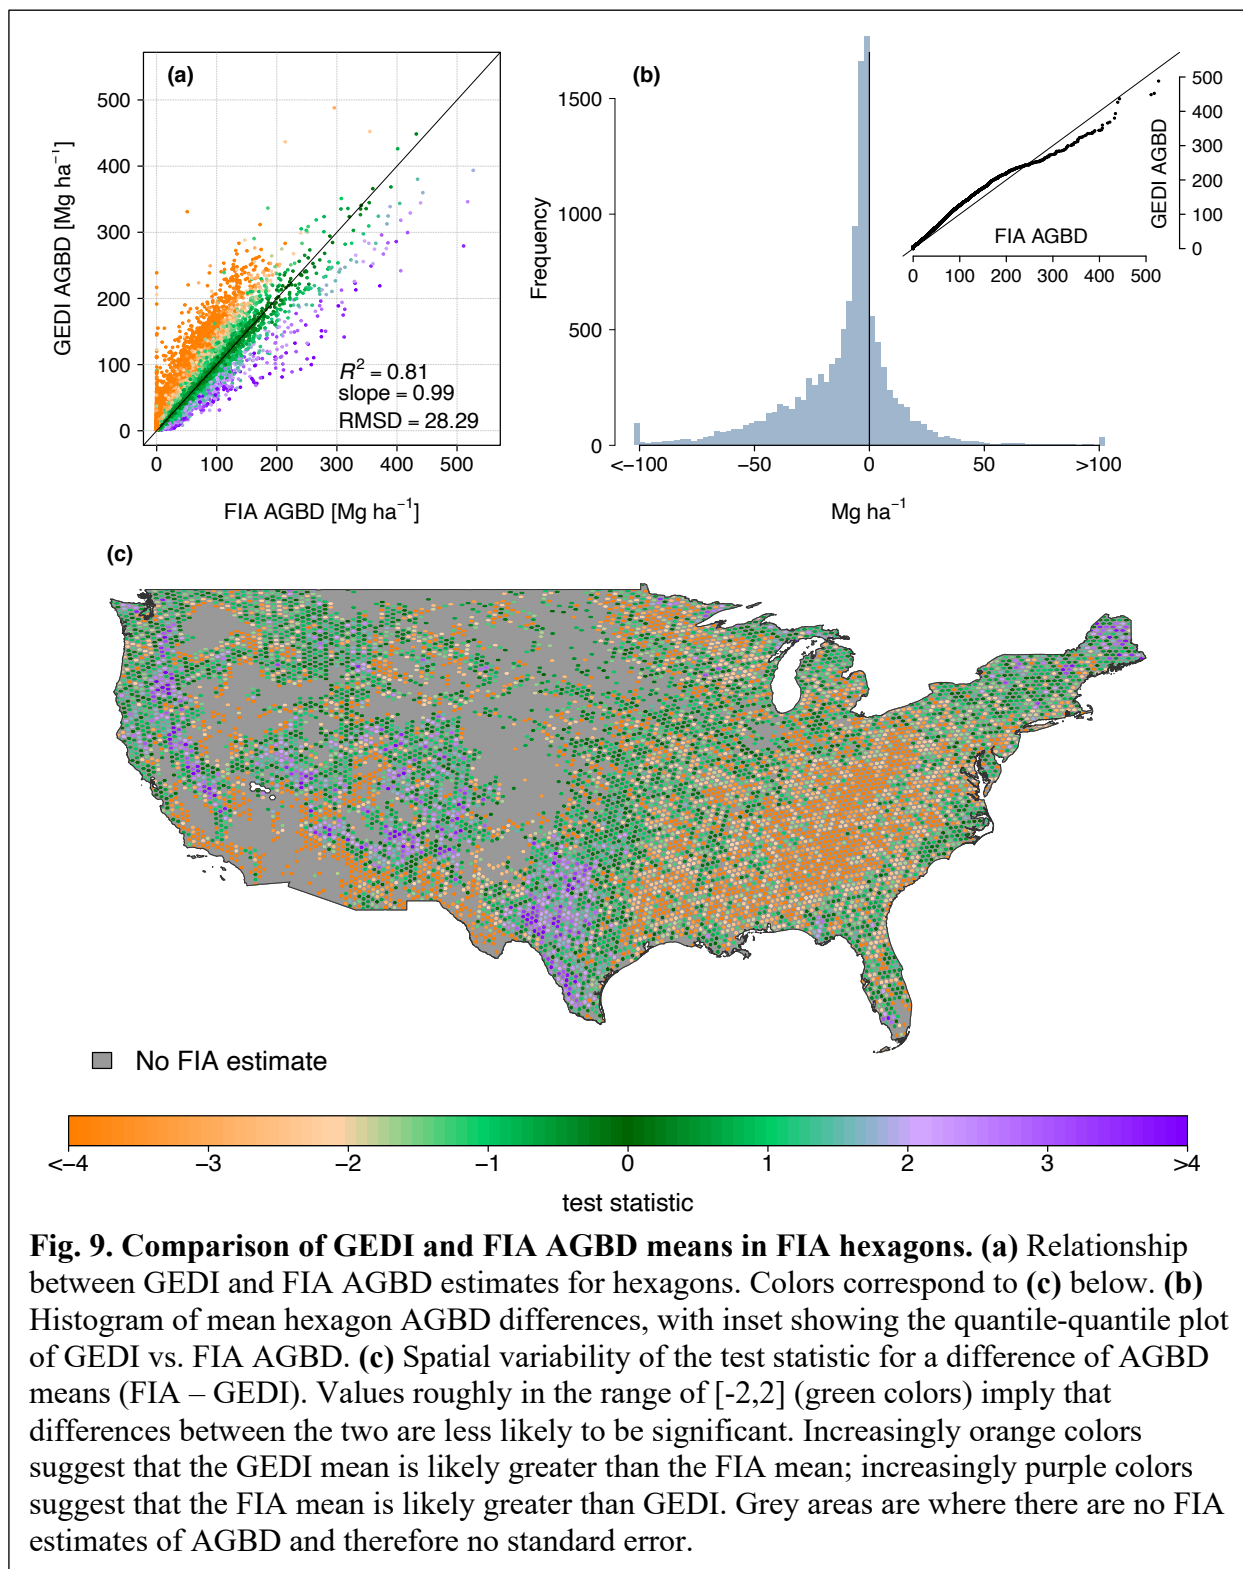 (a)
500
400
300
200
100
0
GEDI AGBD [Mg ha⁻¹]
R² = 0.81
slope = 0.99
RMSD = 28.29
0 100 200 300 400 500
FIA AGBD [Mg ha⁻¹]
(b)
1500
1000
500
0
Frequency
<−100 −50 0 50 >100
Mg ha⁻¹
500
400
300
200
100
0
GEDI AGBD
FIA AGBD
0 100 200 300 400 500
(c)
No FIA estimate
<−4 −3 −2 −1 0 1 2 3 >4
test statistic
Fig. 9. Comparison of GEDI and FIA AGBD means in FIA hexagons. (a) Relationship
between GEDI and FIA AGBD estimates for hexagons. Colors correspond to (c) below. (b)
Histogram of mean hexagon AGBD differences, with inset showing the quantile-quantile plot
of GEDI vs. FIA AGBD. (c) Spatial variability of the test statistic for a difference of AGBD
means (FIA – GEDI). Values roughly in the range of [-2,2] (green colors) imply that
differences between the two are less likely to be significant. Increasingly orange colors
suggest that the GEDI mean is likely greater than the FIA mean; increasingly purple colors
suggest that the FIA mean is likely greater than GEDI. Grey areas are where there are no FIA
estimates of AGBD and therefore no standard error.